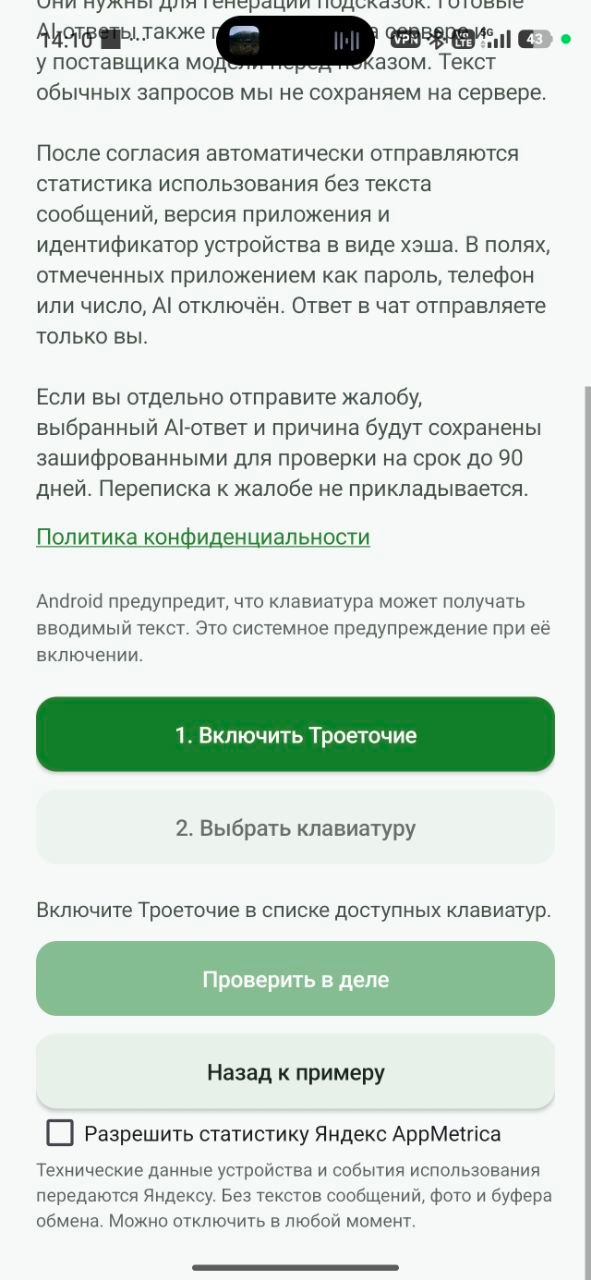 Они нужны для генерации подсказок. Готовые
14:10
AI-ответы также
VPN
43
у поставщика модели перед показом. Текст
обычных запросов мы не сохраняем на сервере.
После согласия автоматически отправляются
статистика использования без текста
сообщений, версия приложения и
идентификатор устройства в виде хэша. В полях,
отмеченных приложением как пароль, телефон
или число, AI отключён. Ответ в чат отправляете
только вы.
Если вы отдельно отправите жалобу,
выбранный AI-ответ и причина будут сохранены
зашифрованными для проверки на срок до 90
дней. Переписка к жалобе не прикладывается.
Политика конфиденциальности
Android предупредит, что клавиатура может получать
вводимый текст. Это системное предупреждение при её
включении.
1. Включить Троеточие
2. Выбрать клавиатуру
Включите Троеточие в списке доступных клавиатур.
Проверить в деле
Назад к примеру
Разрешить статистику Яндекс AppMetrica
Технические данные устройства и события использования
передаются Яндексу. Без текстов сообщений, фото и буфера
обмена. Можно отключить в любой момент.